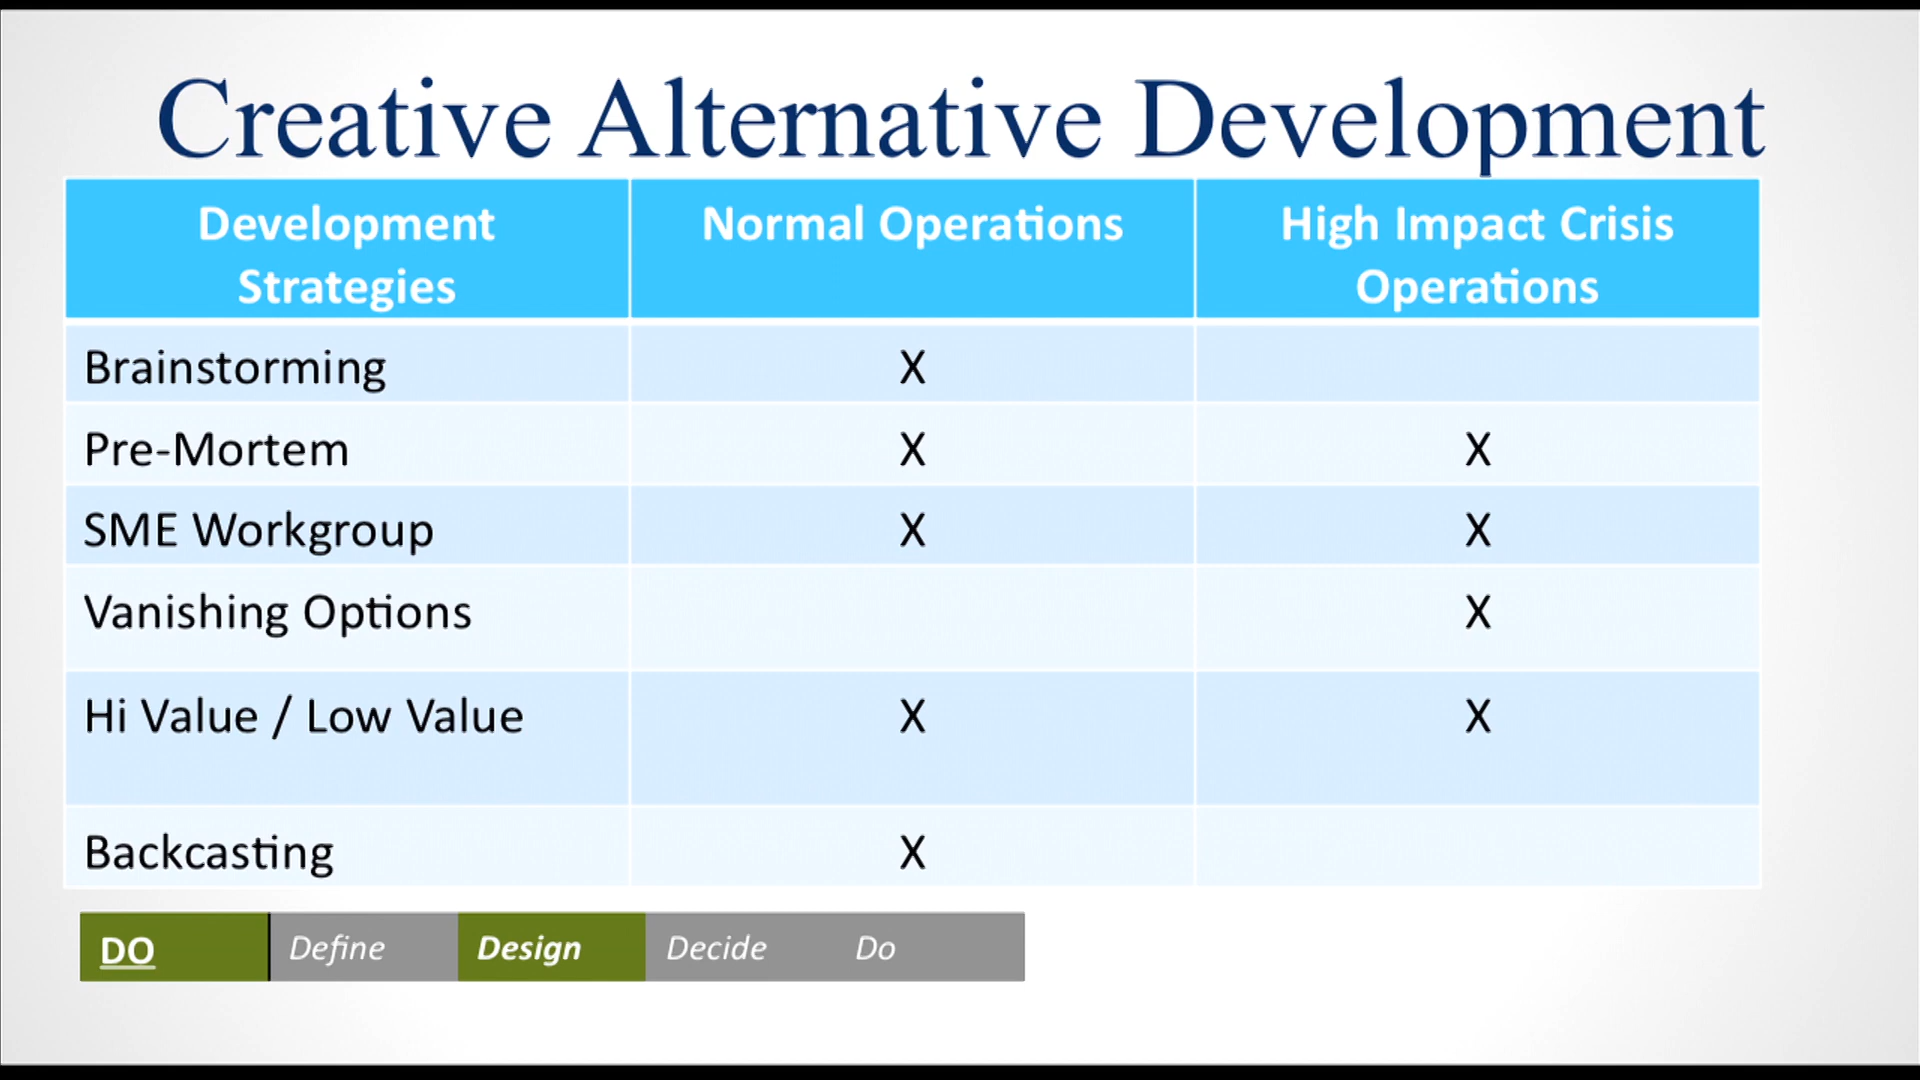 Creative Alternative Development
Development Normal Operations High Impact Crisis
Strategies Operations
Brainstorming X
Pre-Mortem X X
SME Workgroup X X
Vanishing Options X
Hi Value / Low Value X X
Backcasting X
DO Define Design Decide Do